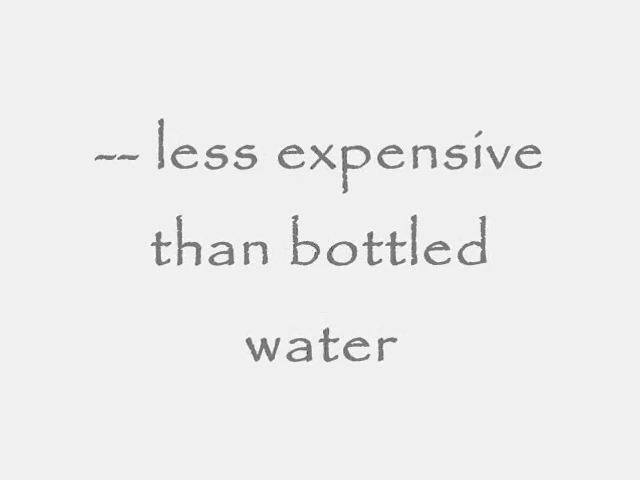 -- less expensive
than bottled
water